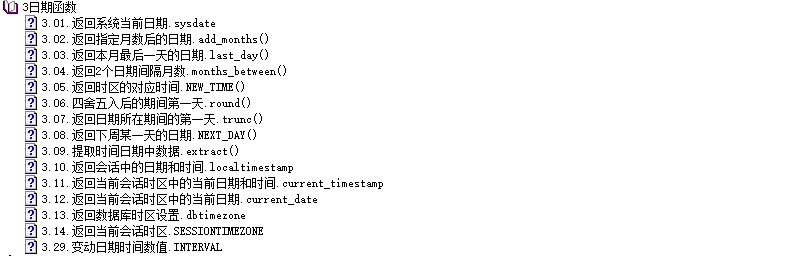 3日期函数
3.01.返回系统当前日期.sysdate
3.02.返回指定月数后的日期.add_months()
3.03.返回本月最后一天的日期.last_day()
3.04.返回2个日期间隔月数.months_between()
3.05.返回时区的对应时间.NEW_TIME()
3.06.四舍五入后的期间第一天.round()
3.07.返回日期所在期间的第一天.trunc()
3.08.返回下周某一天的日期.NEXT_DAY()
3.09.提取时间日期中数据.extract()
3.10.返回会话中的日期和时间.localtimestamp
3.11.返回当前会话时区中的当前日期和时间.current_timestamp
3.12.返回当前会话时区中的当前日期.current_date
3.13.返回数据库时区设置.dbtimezone
3.14.返回当前会话时区.SESSIONTIMEZONE
3.29.变动日期时间数值.INTERVAL